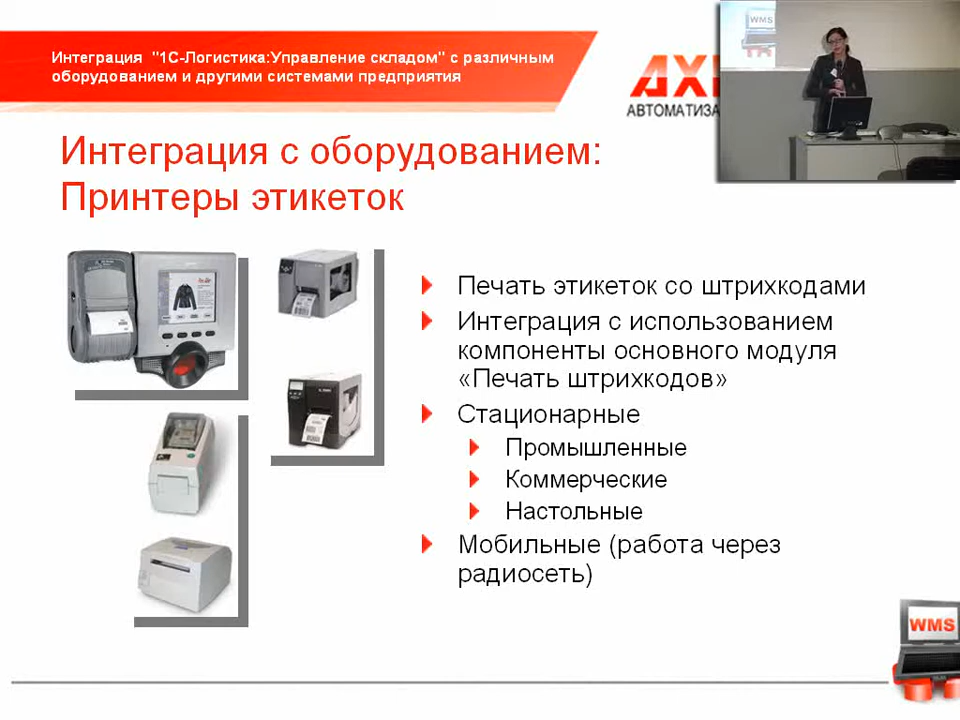 Интеграция "1С-Логистика:Управление складом" с различным
оборудованием и другими системами предприятия
АВТОМАТИЗА
WMS
Интеграция с оборудованием:
Принтеры этикеток
Печать этикеток со штрихкодами
Интеграция с использованием
компоненты основного модуля
«Печать штрихкодов»
Стационарные
Промышленные
Коммерческие
Настольные
Мобильные (работа через
радиосеть)
WMS